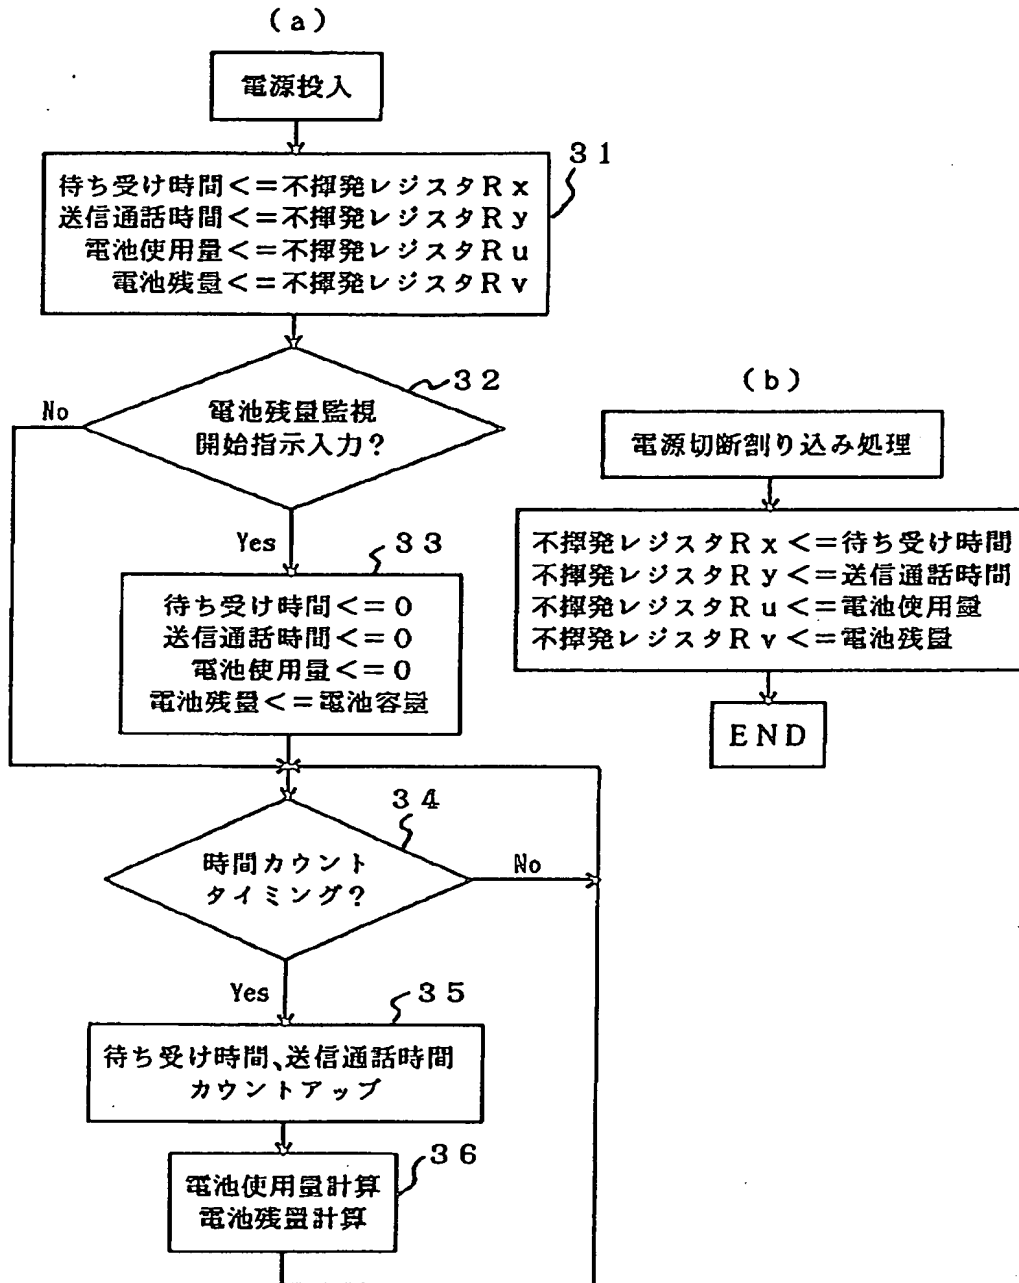 (a)
電源投入
31
待ち受け時間<=不揮発レジスタRx
送信通話時間<=不揮発レジスタRy
電池使用量<=不揮発レジスタRu
電池残量<=不揮発レジスタRv
32
No
電池残量監視
開始指示入力?
Yes
33
待ち受け時間<=0
送信通話時間<=0
電池使用量<=0
電池残量<=電池容量
34
時間カウント
タイミング?
No
Yes
35
待ち受け時間、送信通話時間
カウントアップ
36
電池使用量計算
電池残量計算
(b)
電源切断割り込み処理
不揮発レジスタRx<=待ち受け時間
不揮発レジスタRy<=送信通話時間
不揮発レジスタRu<=電池使用量
不揮発レジスタRv<=電池残量
END